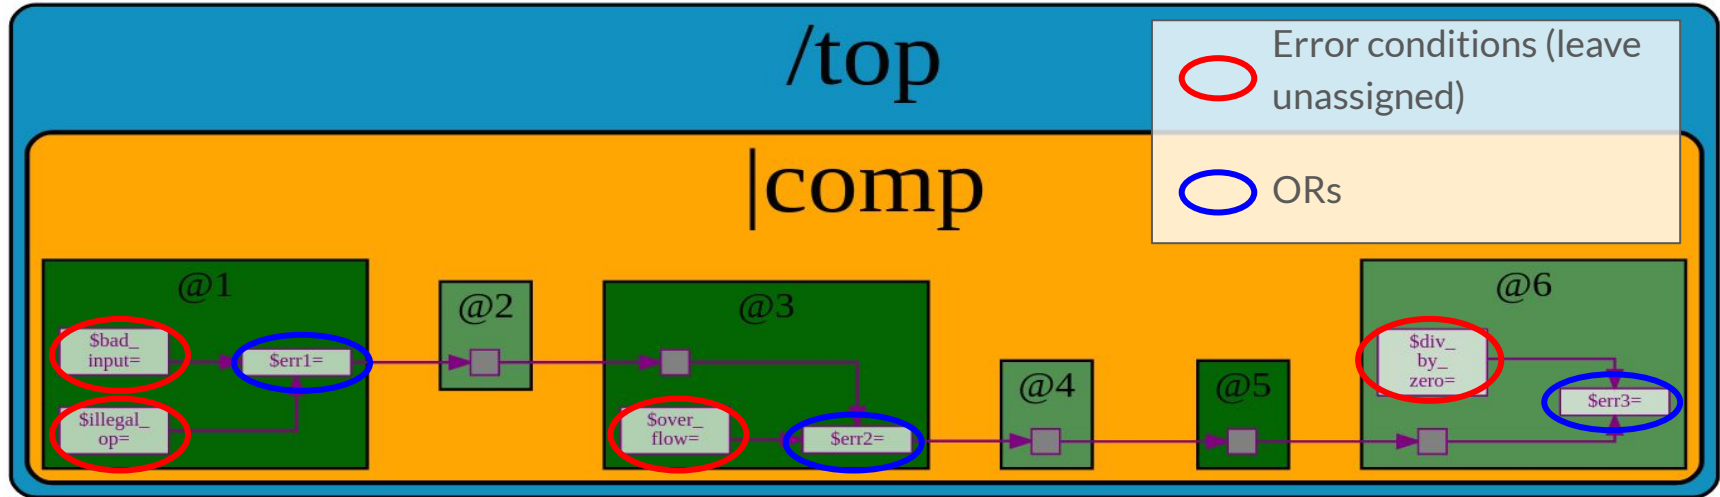 /top
Error conditions (leave
unassigned)
ORs
|comp
@1
$bad_
input=
$err1=
$illegal_
op=
@2
@3
$over_
flow=
$err2=
@4
@5
@6
$div_
by_
zero=
$err3=